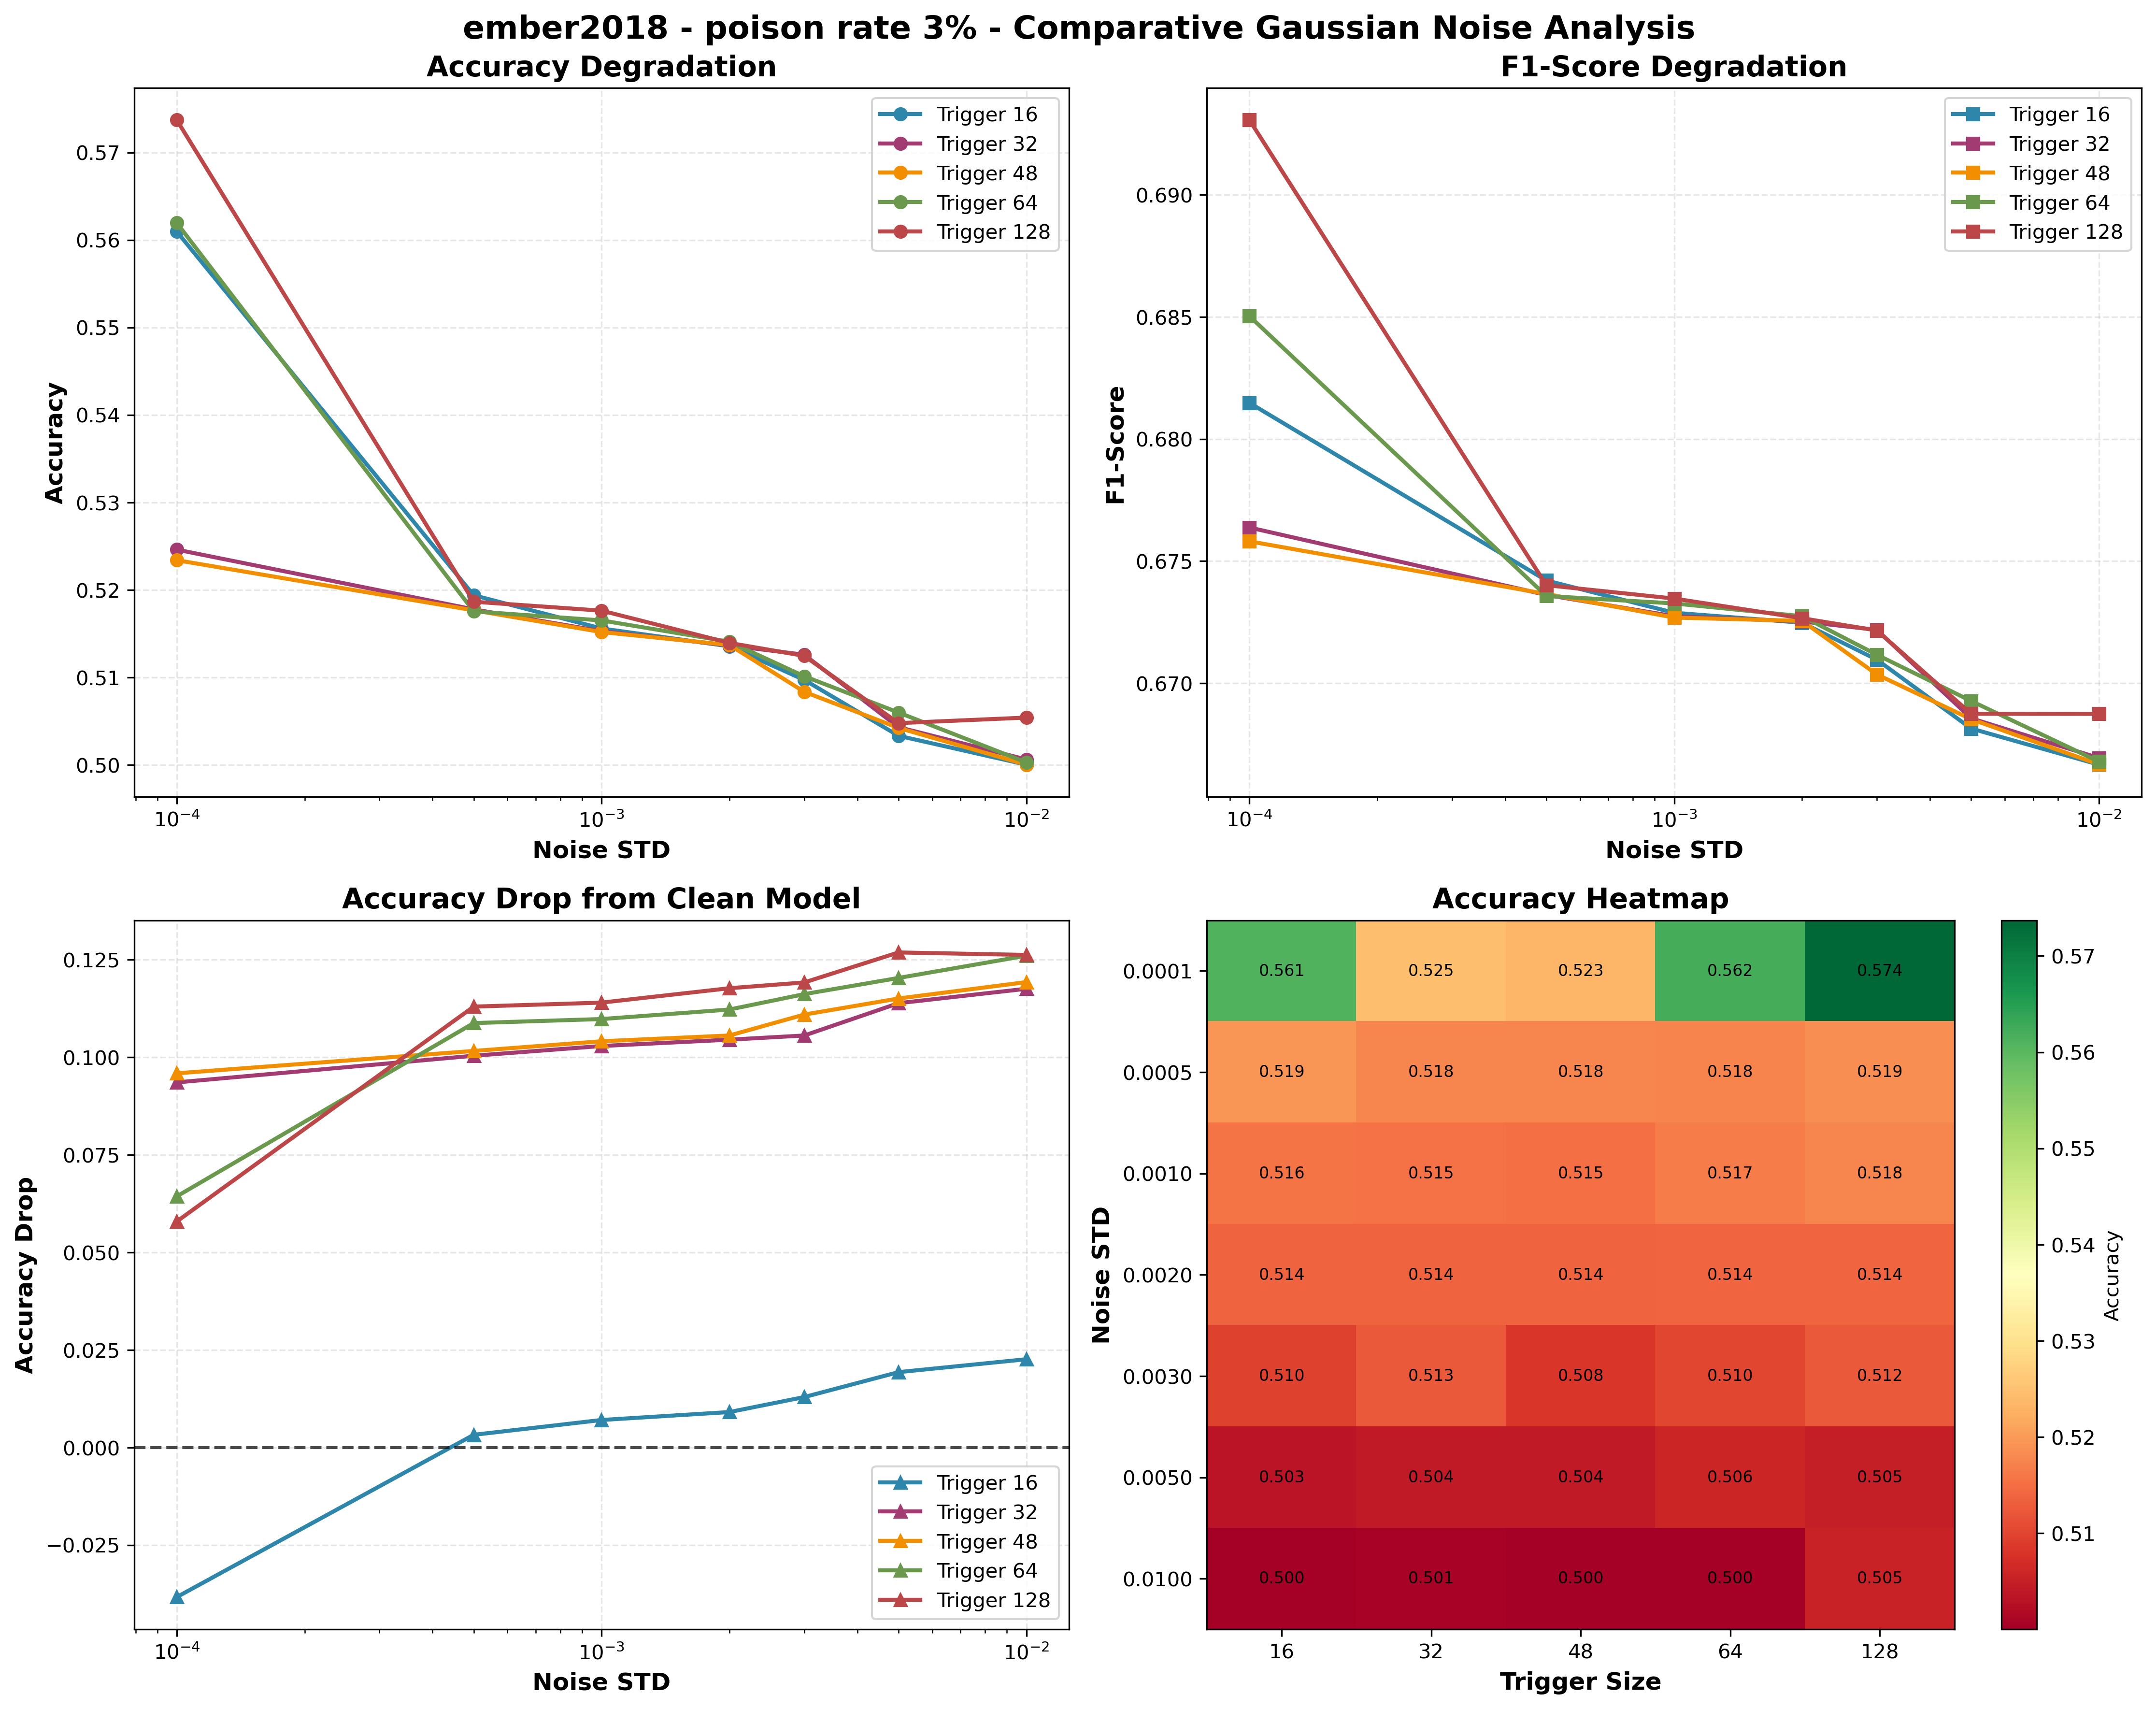 ember2018 - poison rate 3% - Comparative Gaussian Noise Analysis
Accuracy Degradation
0.57
0.56
0.55
0.54
0.53
0.52
0.51
0.50
Accuracy
10⁻⁴ 10⁻³ 10⁻²
Noise STD
Trigger 16
Trigger 32
Trigger 48
Trigger 64
Trigger 128
F1-Score Degradation
0.690
0.685
0.680
0.675
0.670
F1-Score
10⁻⁴ 10⁻³ 10⁻²
Noise STD
Trigger 16
Trigger 32
Trigger 48
Trigger 64
Trigger 128
Accuracy Drop from Clean Model
0.125
0.100
0.075
0.050
0.025
0.000
−0.025
Accuracy Drop
10⁻⁴ 10⁻³ 10⁻²
Noise STD
Trigger 16
Trigger 32
Trigger 48
Trigger 64
Trigger 128
Accuracy Heatmap
Noise STD
0.0001 0.561 0.525 0.523 0.562 0.574
0.0005 0.519 0.518 0.518 0.518 0.519
0.0010 0.516 0.515 0.515 0.517 0.518
0.0020 0.514 0.514 0.514 0.514 0.514
0.0030 0.510 0.513 0.508 0.510 0.512
0.0050 0.503 0.504 0.504 0.506 0.505
0.0100 0.500 0.501 0.500 0.500 0.505
16 32 48 64 128
Trigger Size
0.57
0.56
0.55
0.54
0.53
0.52
0.51
Accuracy